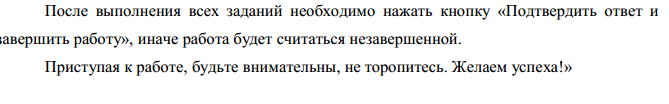 После выполнения всех заданий необходимо нажать кнопку «Подтвердить ответ и
завершить работу», иначе работа будет считаться незавершенной.
Приступая к работе, будьте внимательны, не торопитесь. Желаем успеха!»